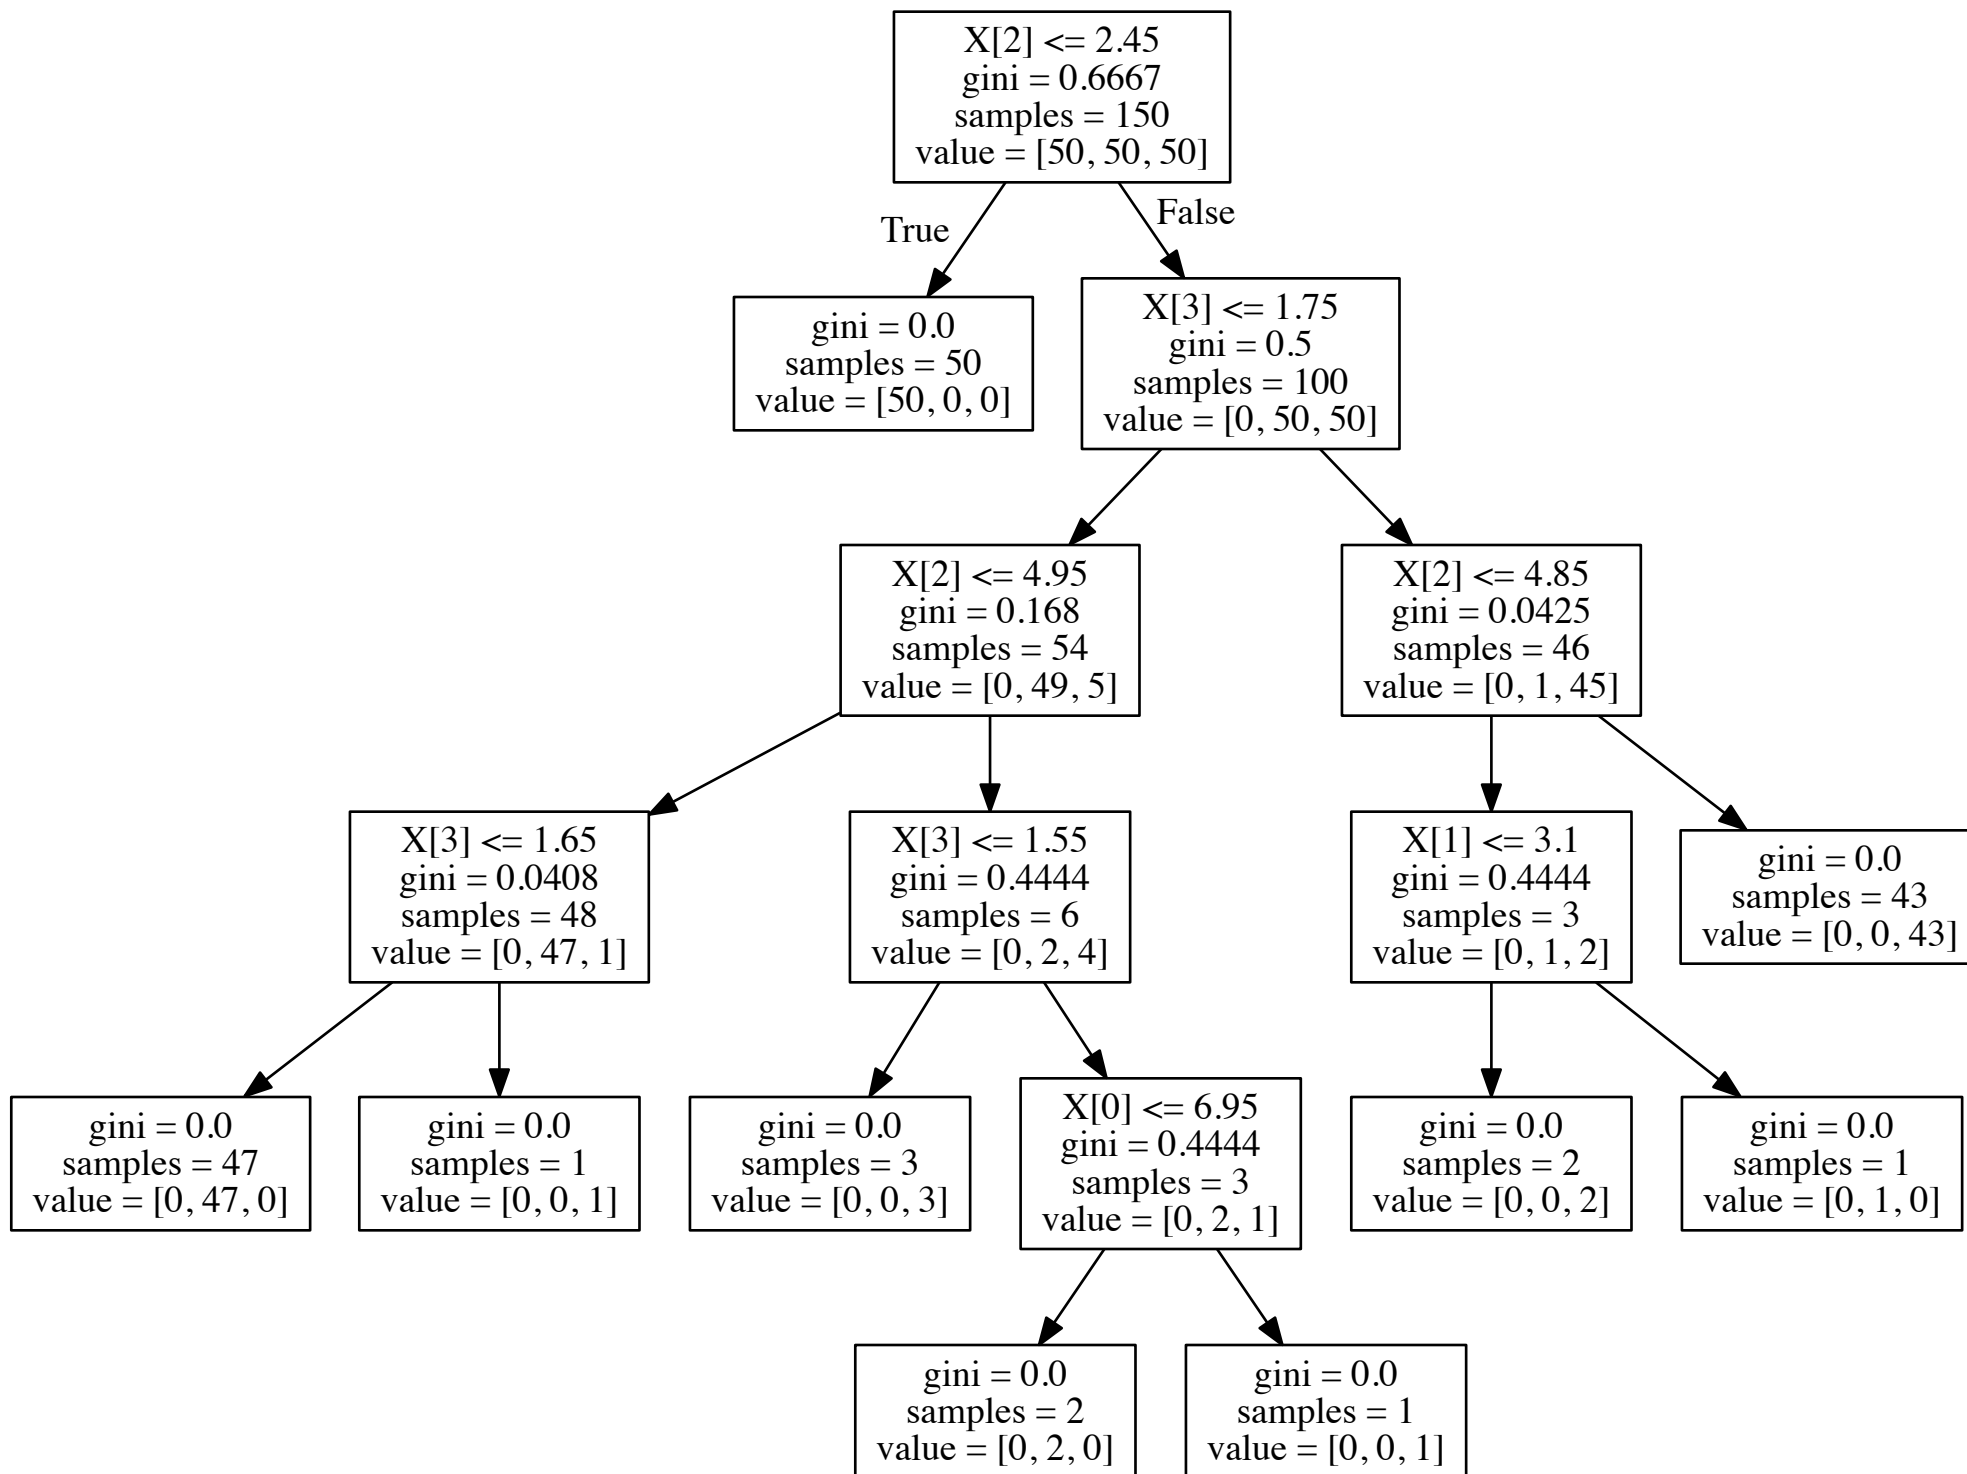 X[2] <= 2.45
gini = 0.6667
samples = 150
value = [50, 50, 50]
True
False
gini = 0.0
samples = 50
value = [50, 0, 0]
X[3] <= 1.75
gini = 0.5
samples = 100
value = [0, 50, 50]
X[2] <= 4.95
gini = 0.168
samples = 54
value = [0, 49, 5]
X[2] <= 4.85
gini = 0.0425
samples = 46
value = [0, 1, 45]
X[3] <= 1.65
gini = 0.0408
samples = 48
value = [0, 47, 1]
X[3] <= 1.55
gini = 0.4444
samples = 6
value = [0, 2, 4]
X[1] <= 3.1
gini = 0.4444
samples = 3
value = [0, 1, 2]
gini = 0.0
samples = 43
value = [0, 0, 43]
gini = 0.0
samples = 47
value = [0, 47, 0]
gini = 0.0
samples = 1
value = [0, 0, 1]
gini = 0.0
samples = 3
value = [0, 0, 3]
X[0] <= 6.95
gini = 0.4444
samples = 3
value = [0, 2, 1]
gini = 0.0
samples = 2
value = [0, 0, 2]
gini = 0.0
samples = 1
value = [0, 1, 0]
gini = 0.0
samples = 2
value = [0, 2, 0]
gini = 0.0
samples = 1
value = [0, 0, 1]